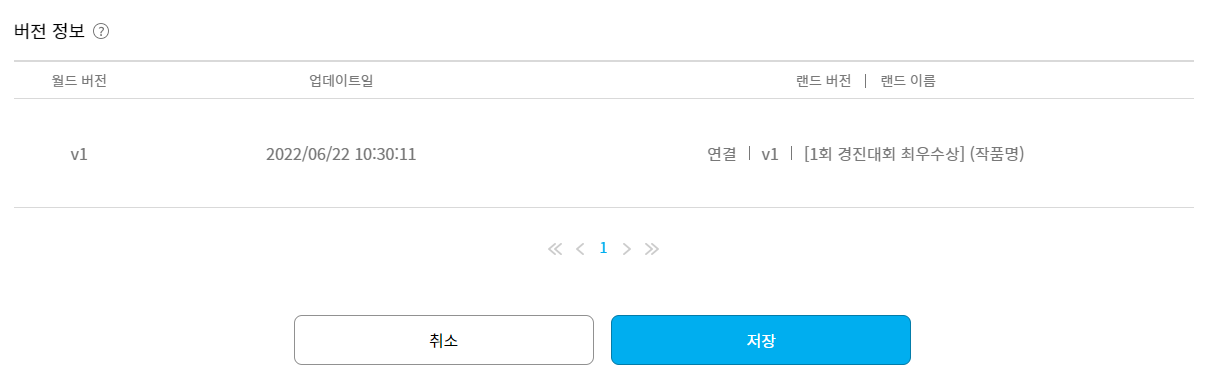 버전 정보 ?
월드 버전 업데이트일 랜드 버전 | 랜드 이름
v1 2022/06/22 10:30:11 연결 | v1 | [1회 경진대회 최우수상] (작품명)
« < 1 > »
취소 저장